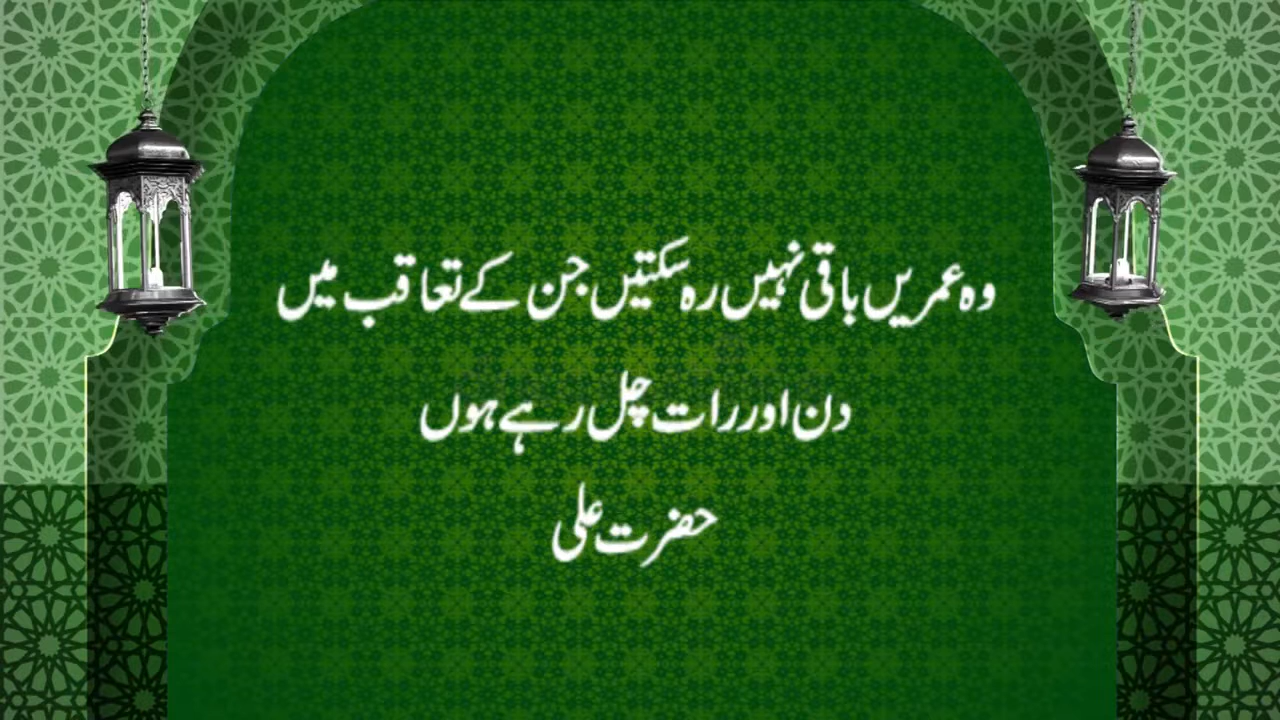 وہ عمریں باقی نہیں رہ سکتیں جن کے تعاقب میں
دن اور رات چل رہے ہوں
حضرت علی